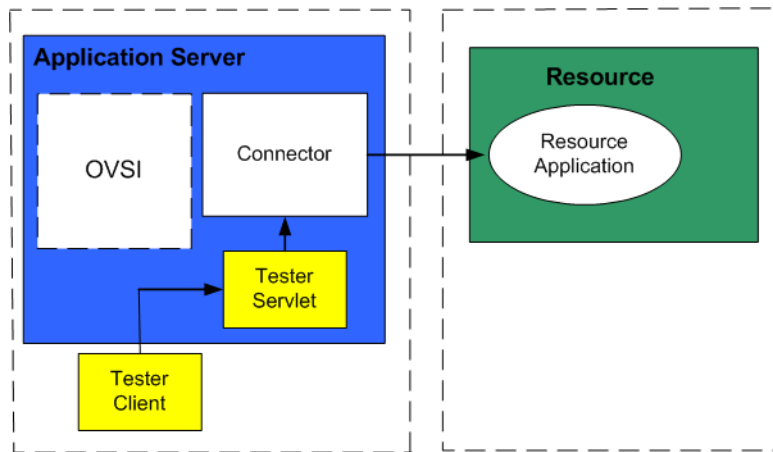 Application Server
OVSI
Connector
Tester
Servlet
Tester
Client
Resource
Resource
Application